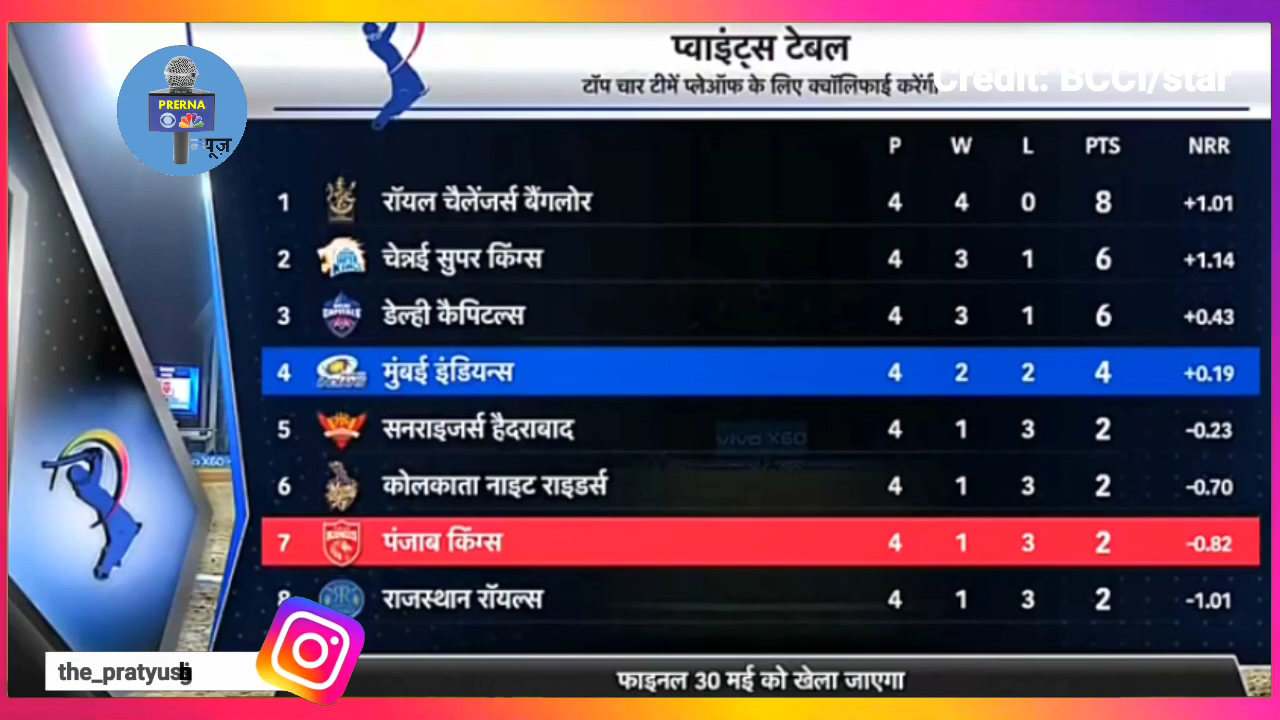 प्वाइंट्स टेबल
टॉप चार टीमें प्लेऑफ के लिए क्वॉलिफाई करेंगी
Credit: BCCI/star
PRERNA
न्यूज़
P W L PTS NRR
1 रॉयल चैलेंजर्स बैंगलोर 4 4 0 8 +1.01
2 चेन्नई सुपर किंग्स 4 3 1 6 +1.14
3 डेल्ही कैपिटल्स 4 3 1 6 +0.43
4 मुंबई इंडियन्स 4 2 2 4 +0.19
5 सनराइजर्स हैदराबाद 4 1 3 2 -0.23
vivo X60
6 कोलकाता नाइट राइडर्स 4 1 3 2 -0.70
7 पंजाब किंग्स 4 1 3 2 -0.82
8 राजस्थान रॉयल्स 4 1 3 2 -1.01
फाइनल 30 मई को खेला जाएगा